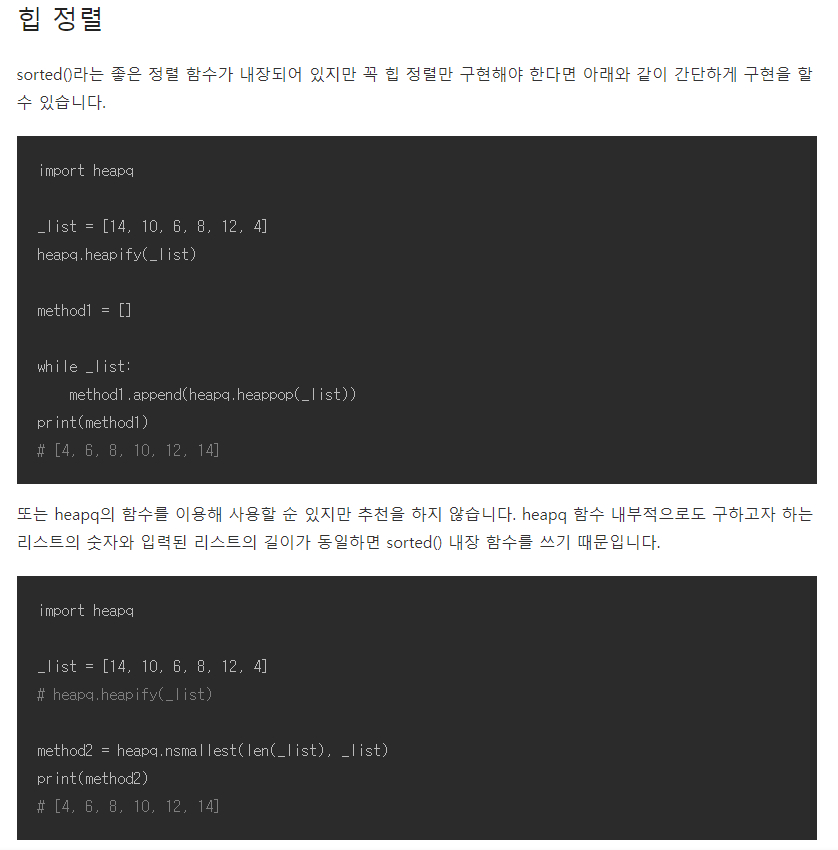 힙 정렬
sorted()라는 좋은 정렬 함수가 내장되어 있지만 꼭 힙 정렬만 구현해야 한다면 아래와 같이 간단하게 구현을 할
수 있습니다.
import heapq
_list = [14, 10, 6, 8, 12, 4]
heapq.heapify(_list)
method1 = []
while _list:
    method1.append(heapq.heappop(_list))
print(method1)
# [4, 6, 8, 10, 12, 14]
또는 heapq의 함수를 이용해 사용할 순 있지만 추천을 하지 않습니다. heapq 함수 내부적으로도 구하고자 하는
리스트의 숫자와 입력된 리스트의 길이가 동일하면 sorted() 내장 함수를 쓰기 때문입니다.
import heapq
_list = [14, 10, 6, 8, 12, 4]
# heapq.heapify(_list)
method2 = heapq.nsmallest(len(_list), _list)
print(method2)
# [4, 6, 8, 10, 12, 14]